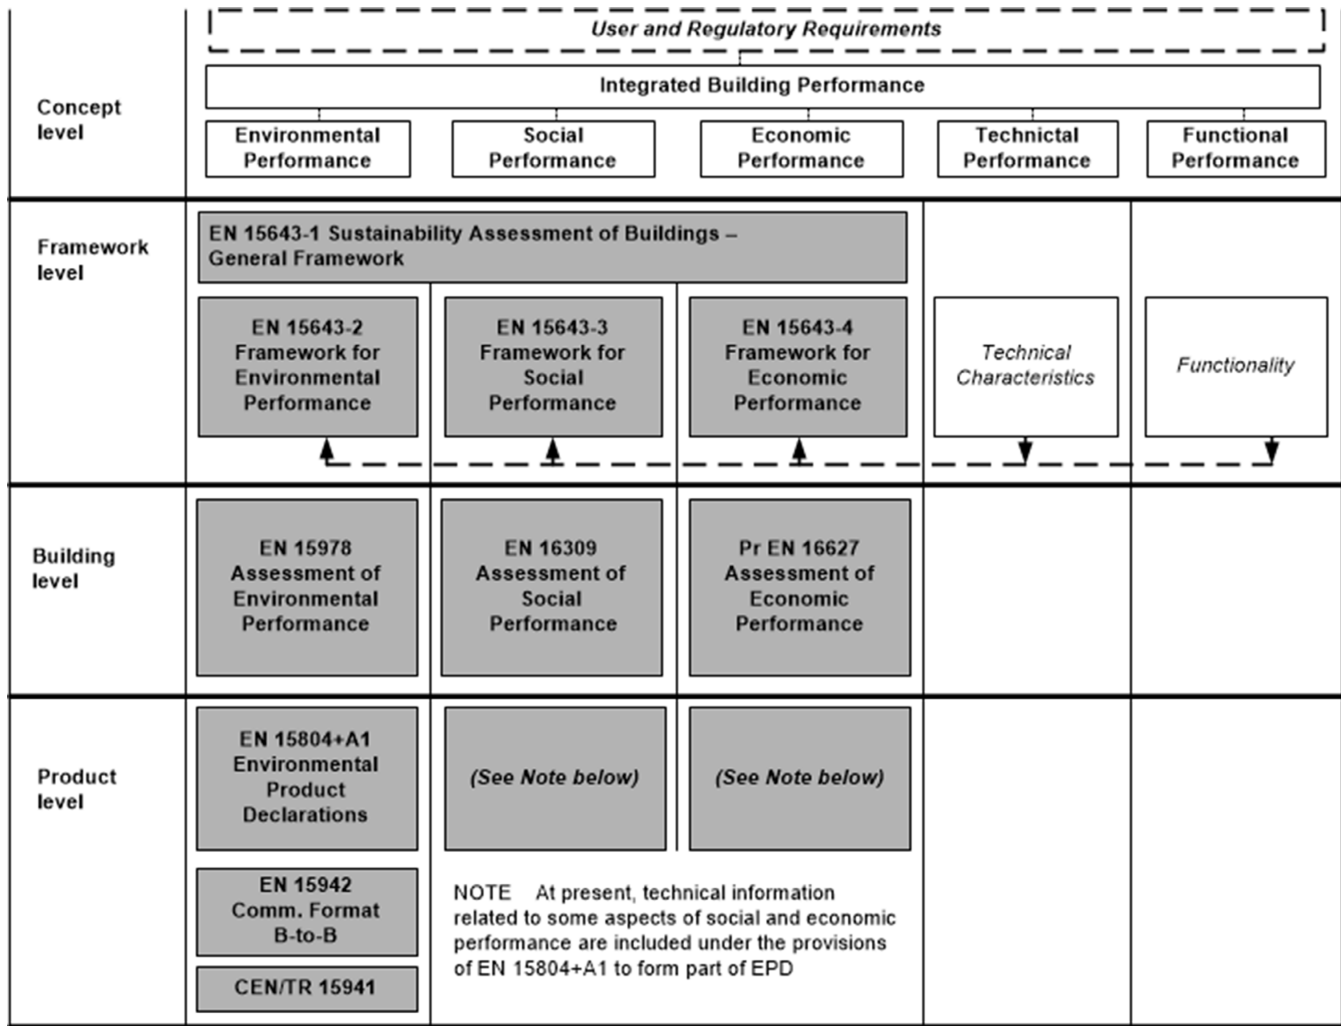 User and Regulatory Requirements
Integrated Building Performance
Concept
level
Environmental
Performance
Social
Performance
Economic
Performance
Technictal
Performance
Functional
Performance
Framework
level
EN 15643-1 Sustainability Assessment of Buildings –
General Framework
EN 15643-2
Framework for
Environmental
Performance
EN 15643-3
Framework for
Social
Performance
EN 15643-4
Framework for
Economic
Performance
Technical
Characteristics
Functionality
Building
level
EN 15978
Assessment of
Environmental
Performance
EN 16309
Assessment of
Social
Performance
Pr EN 16627
Assessment of
Economic
Performance
Product
level
EN 15804+A1
Environmental
Product
Declarations
(See Note below)
(See Note below)
EN 15942
Comm. Format
B-to-B
CEN/TR 15941
NOTE At present, technical information
related to some aspects of social and economic
performance are included under the provisions
of EN 15804+A1 to form part of EPD